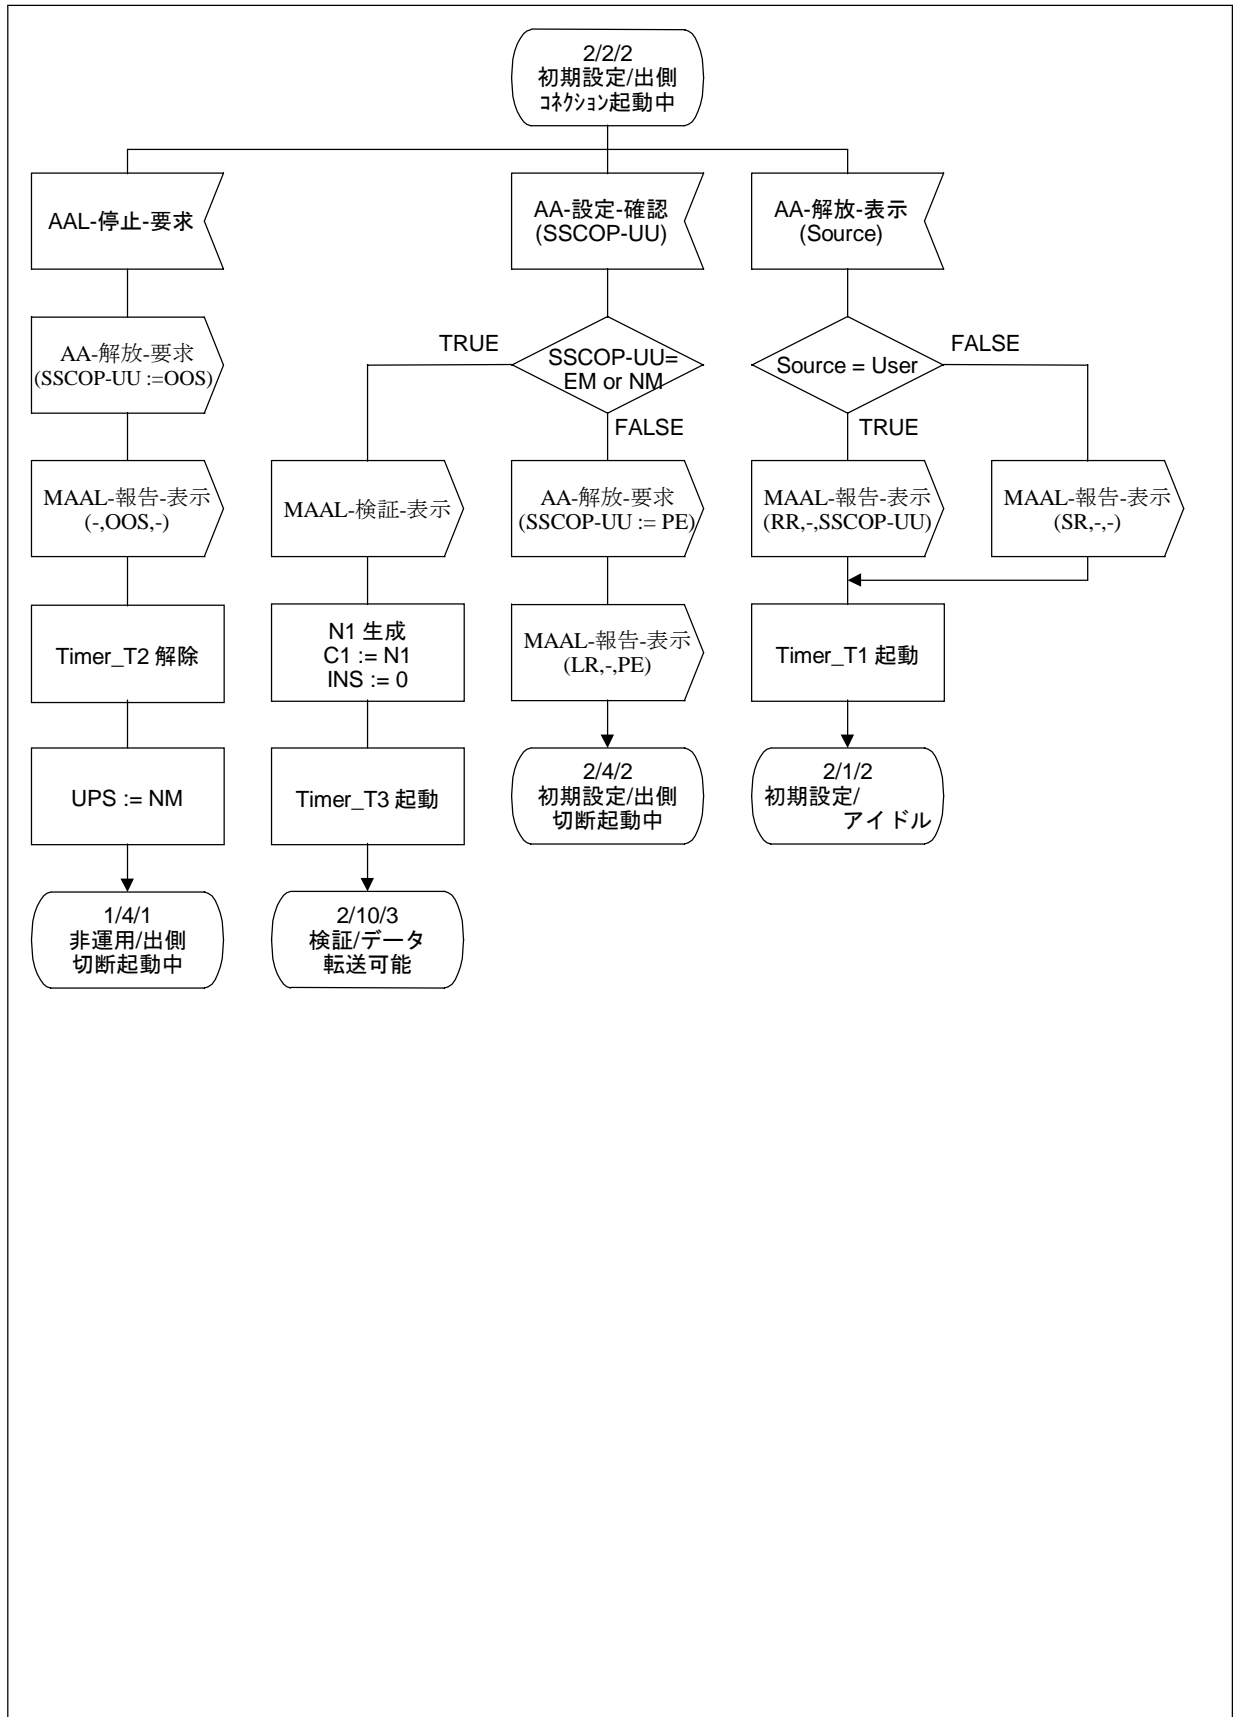 2/2/2
初期設定/出側
ｺﾈｸｼｮﾝ起動中
AAL-停止-要求
AA-設定-確認
(SSCOP-UU)
AA-解放-表示
(Source)
AA-解放-要求
(SSCOP-UU :=OOS)
TRUE
SSCOP-UU=
EM or NM
FALSE
Source = User
FALSE
TRUE
MAAL-報告-表示
(-,OOS,-)
MAAL-検証-表示
AA-解放-要求
(SSCOP-UU := PE)
MAAL-報告-表示
(RR,-,SSCOP-UU)
MAAL-報告-表示
(SR,-,-)
Timer_T2 解除
N1 生成
C1 := N1
INS := 0
MAAL-報告-表示
(LR,-,PE)
Timer_T1 起動
UPS := NM
Timer_T3 起動
2/4/2
初期設定/出側
切断起動中
2/1/2
初期設定/
アイドル
1/4/1
非運用/出側
切断起動中
2/10/3
検証/データ
転送可能